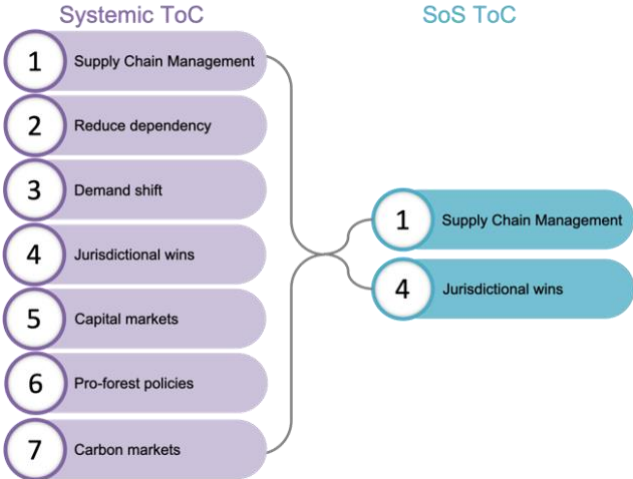 Systemic ToC
SoS ToC
1 Supply Chain Management
2 Reduce dependency
3 Demand shift
4 Jurisdictional wins
5 Capital markets
6 Pro-forest policies
7 Carbon markets
1 Supply Chain Management
4 Jurisdictional wins